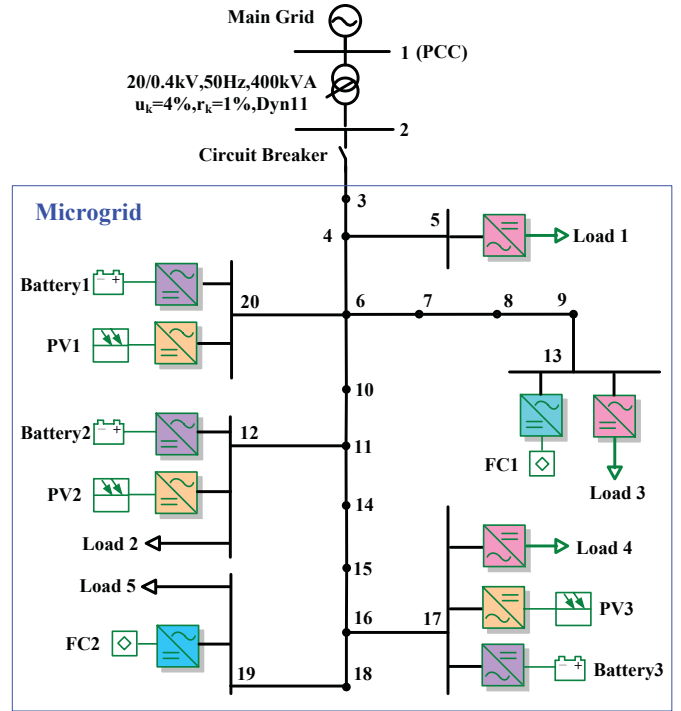 Main Grid
1 (PCC)
20/0.4kV,50Hz,400kVA
uk=4%,rk=1%,Dyn11
2
Circuit Breaker
Microgrid
3
4
5
Load 1
Battery1
- +
20
6
7
8
9
PV1
13
10
Battery2
- +
12
11
FC1
Load 3
PV2
14
Load 2
Load 4
Load 5
15
16
17
PV3
FC2
- +
Battery3
19
18